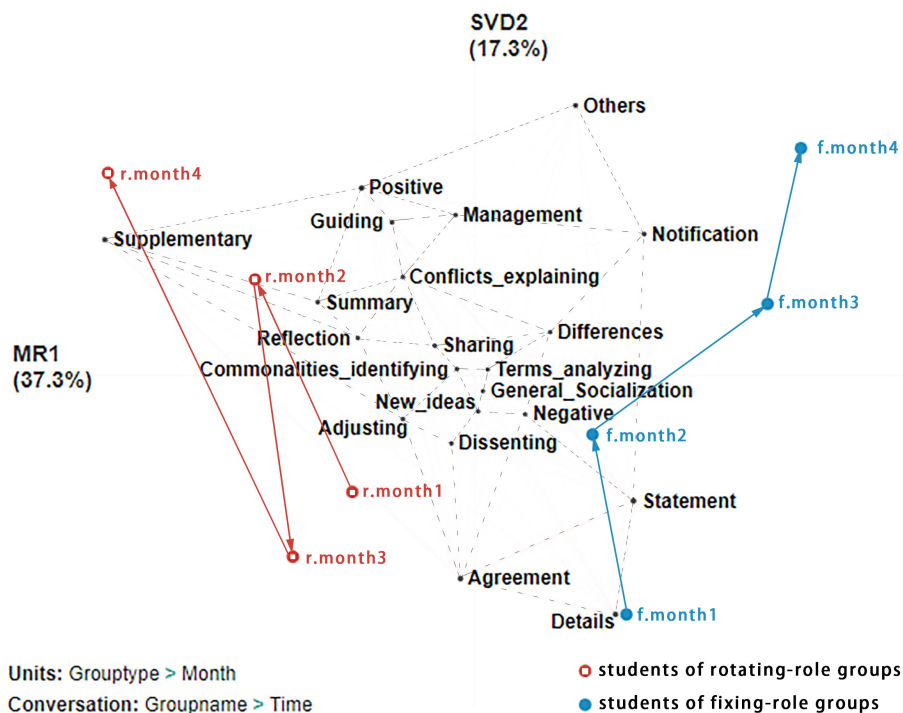 SVD2
(17.3%)
Others
f.month4
r.month4
Positive
Guiding
Management
Supplementary
Notification
r.month2
Conflicts_explaining
Summary
f.month3
Reflection
Sharing
Differences
MR1
(37.3%)
Commonalities_identifying
Terms_analyzing
General_Socialization
New_ideas
Negative
Adjusting
Dissenting
f.month2
r.month1
Statement
r.month3
Agreement
Details
f.month1
Units: Grouptype > Month
students of rotating-role groups
Conversation: Groupname > Time
students of fixing-role groups